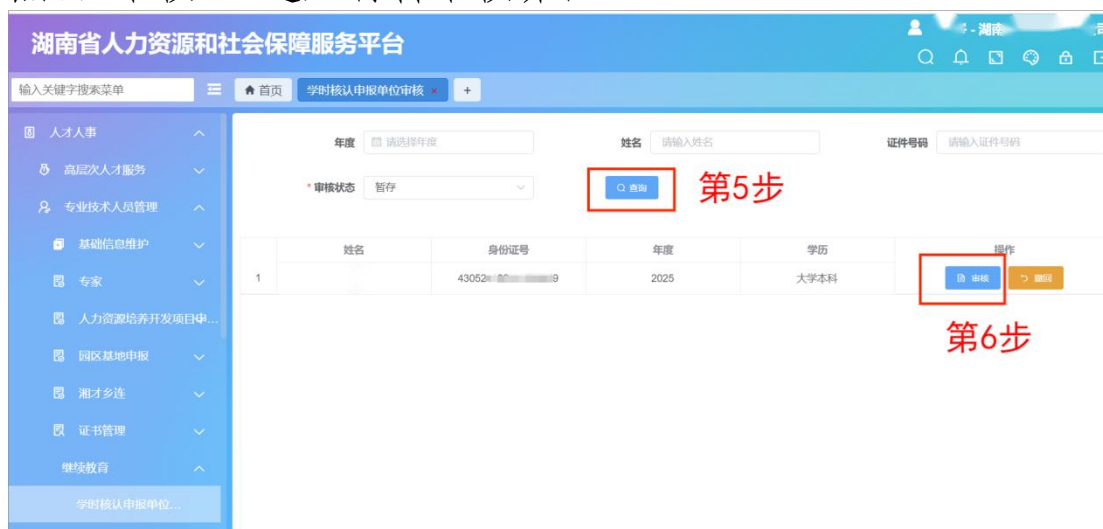 湖南省人力资源和社会保障服务平台
- 湖南
输入关键字搜索菜单
首页
学时核认申报单位审核 ×
+
人才人事
高层次人才服务
专业技术人员管理
基础信息维护
专家
人力资源培养开发项目申...
园区基地申报
湘才乡连
证书管理
继续教育
学时核认申报单位...
年度 请选择年度
姓名 请输入姓名
证件号码 请输入证件号码
* 审核状态 暂存
查询
第5步
姓名 身份证号 年度 学历 操作
1 43052 9 2025 大学本科 审核 撤回
第6步